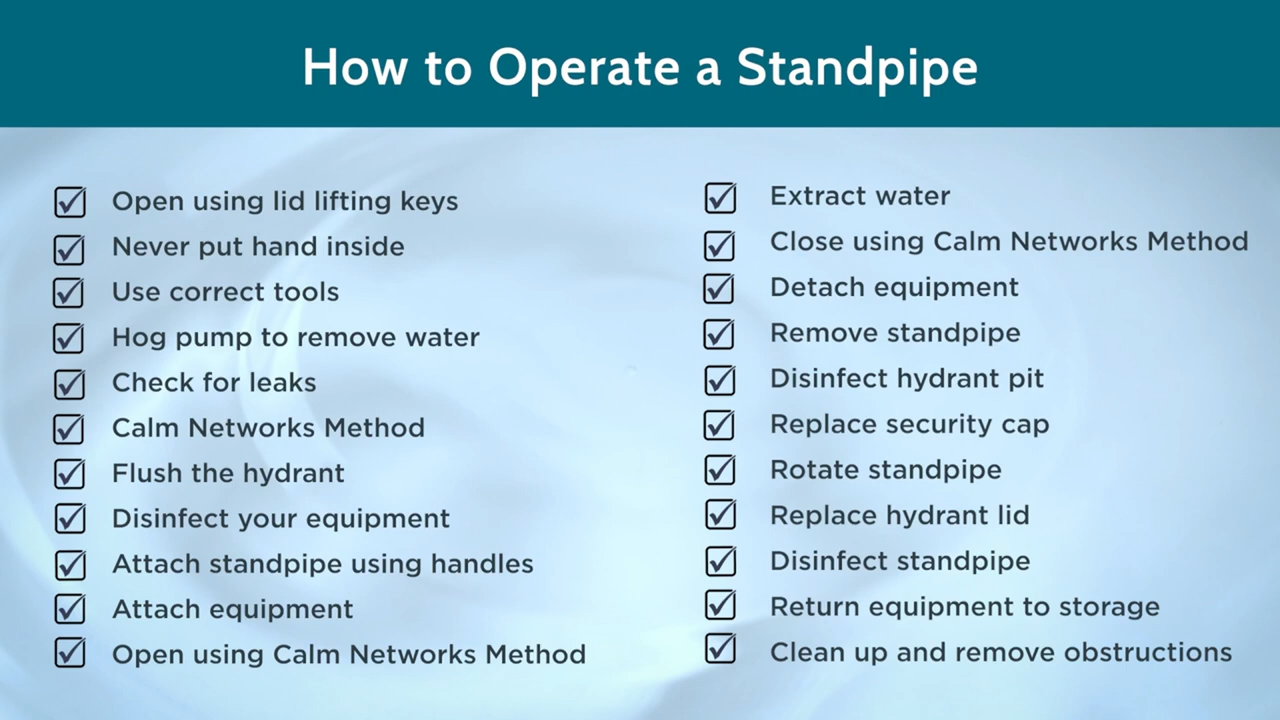 How to Operate a Standpipe
Open using lid lifting keys
Never put hand inside
Use correct tools
Hog pump to remove water
Check for leaks
Calm Networks Method
Flush the hydrant
Disinfect your equipment
Attach standpipe using handles
Attach equipment
Open using Calm Networks Method
Extract water
Close using Calm Networks Method
Detach equipment
Remove standpipe
Disinfect hydrant pit
Replace security cap
Rotate standpipe
Replace hydrant lid
Disinfect standpipe
Return equipment to storage
Clean up and remove obstructions